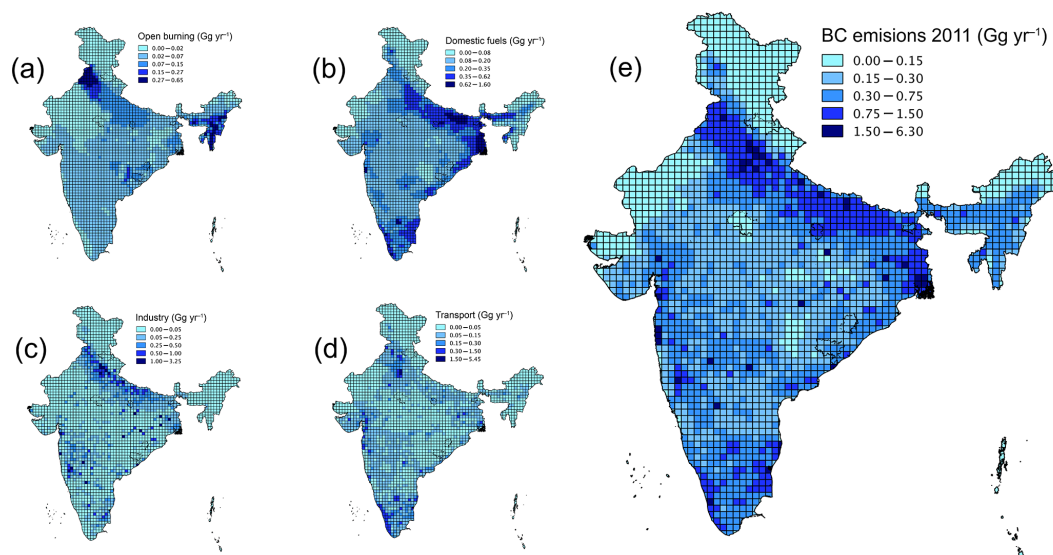 (a)
Open burning (Gg yr⁻¹)
0.00–0.02
0.02–0.07
0.07–0.15
0.15–0.27
0.27–0.65
(b)
Domestic fuels (Gg yr⁻¹)
0.00–0.08
0.08–0.20
0.20–0.35
0.35–0.62
0.62–1.60
(c)
Industry (Gg yr⁻¹)
0.00–0.05
0.05–0.25
0.25–0.50
0.50–1.00
1.00–3.25
(d)
Transport (Gg yr⁻¹)
0.00–0.05
0.05–0.15
0.15–0.30
0.30–1.50
1.50–5.45
(e)
BC emisions 2011 (Gg yr⁻¹)
0.00–0.15
0.15–0.30
0.30–0.75
0.75–1.50
1.50–6.30